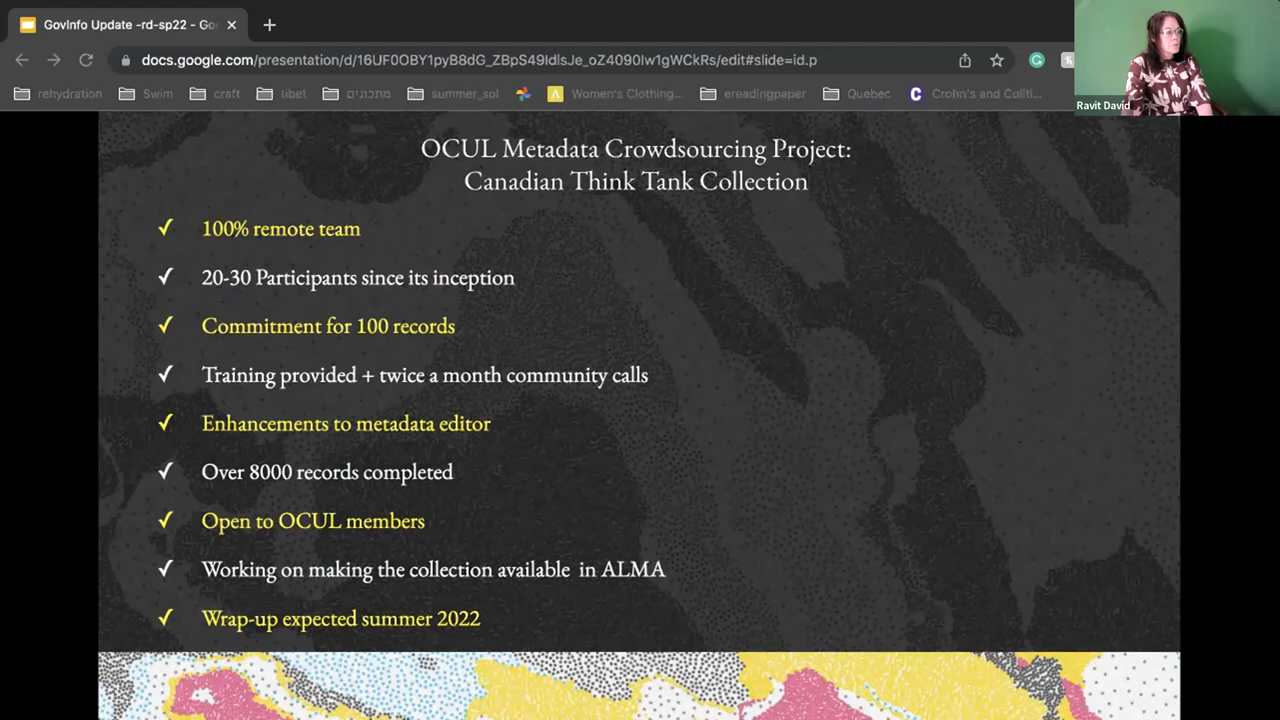 GovInfo Update -rd-sp22 - Go
docs.google.com/presentation/d/16UF0OBY1pyB8dG_ZBpS49IdlsJe_oZ4090lw1gWCkRs/edit#slide=id.p
rehydration
Swim
craft
tibet
מתכונים
summer_sol
Women's Clothing...
ereadingpaper
Quebec
Crohn's and Coliti...
Ravit David
OCUL Metadata Crowdsourcing Project:
Canadian Think Tank Collection
✓ 100% remote team
✓ 20-30 Participants since its inception
✓ Commitment for 100 records
✓ Training provided + twice a month community calls
✓ Enhancements to metadata editor
✓ Over 8000 records completed
✓ Open to OCUL members
✓ Working on making the collection available in ALMA
✓ Wrap-up expected summer 2022